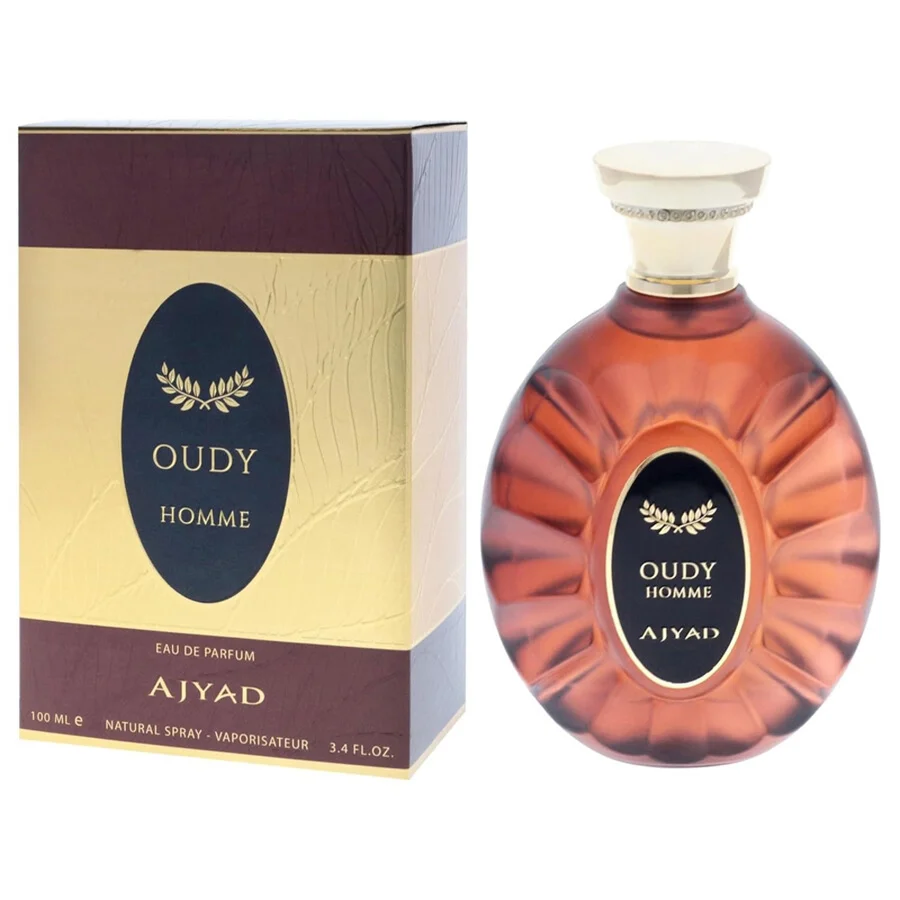 OUDY
HOMME
EAU DE PARFUM
AJYAD
100 ML e
NATURAL SPRAY - VAPORISATEUR
3.4 FL.OZ.
OUDY
HOMME
AJYAD